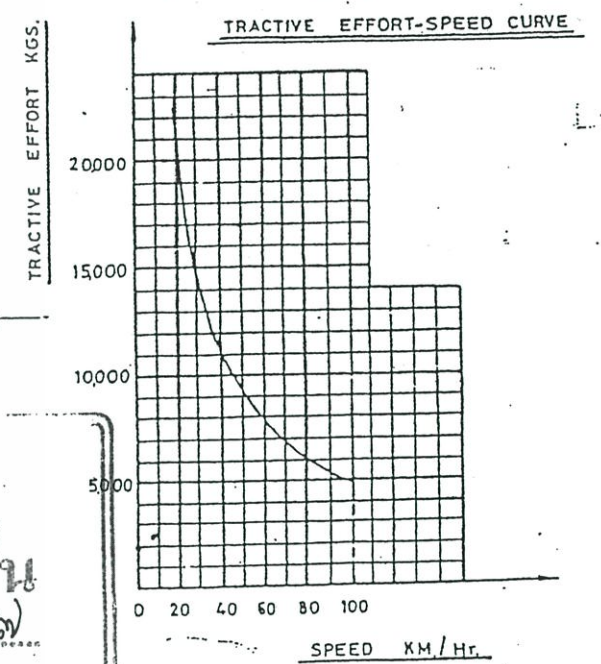 TRACTIVE EFFORT-SPEED CURVE
TRACTIVE EFFORT KGS.
20,000
15,000
10,000
5,000
0 20 40 60 80 100
SPEED KM./Hr.